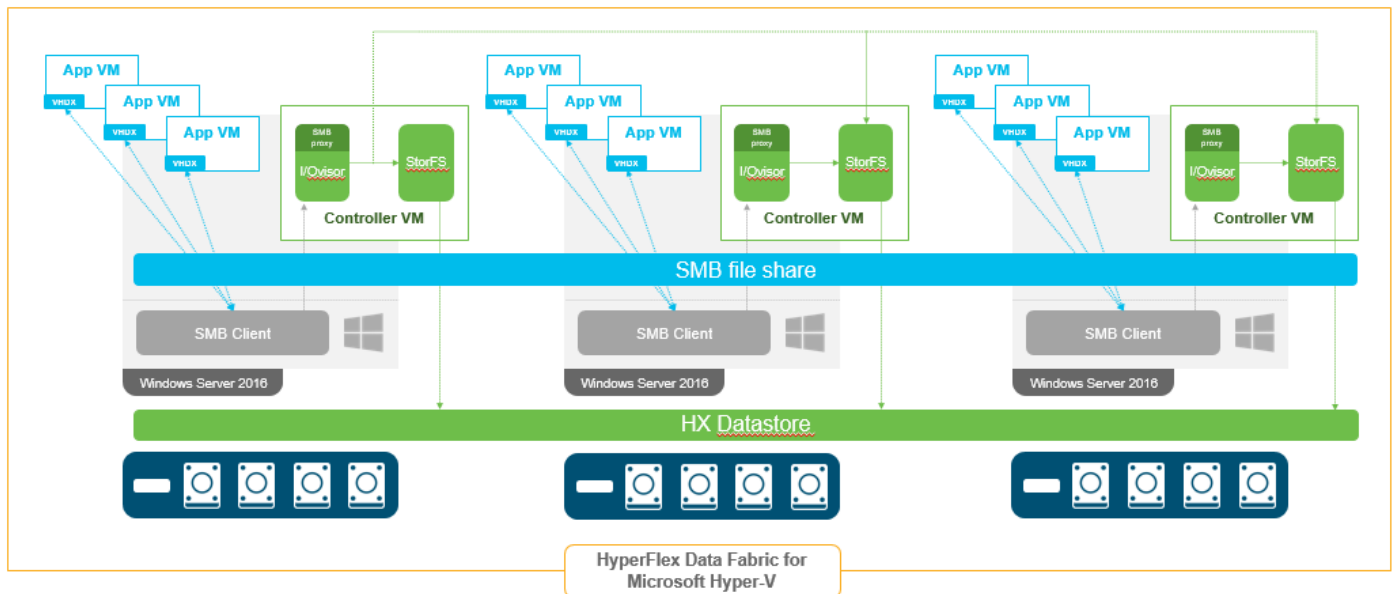 App VM
VHDX
App VM
VHDX
App VM
VHDX
SMB
proxy
I/Ovisor
StorFS
Controller VM
App VM
VHDX
App VM
VHDX
App VM
VHDX
SMB
proxy
I/Ovisor
StorFS
Controller VM
App VM
VHDX
App VM
VHDX
App VM
VHDX
SMB
proxy
I/Ovisor
StorFS
Controller VM
SMB file share
SMB Client
SMB Client
SMB Client
Windows Server 2016
Windows Server 2016
Windows Server 2016
HX Datastore
HyperFlex Data Fabric for
Microsoft Hyper-V